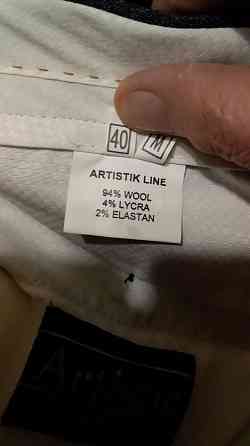 40
M
ARTISTIK LINE
94% WOOL
4% LYCRA
2% ELASTAN